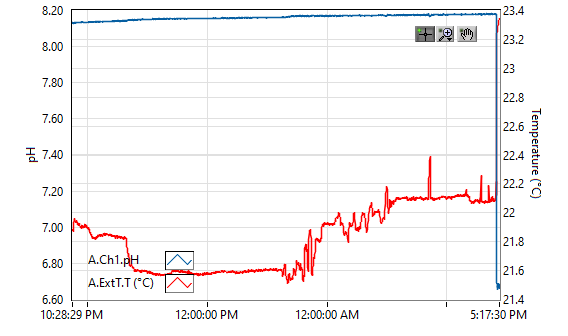 8.20
8.00
7.80
7.60
7.40
7.20
7.00
6.80
6.60
pH
23.4
23.2
23
22.8
22.6
22.4
22.2
22
21.8
21.6
21.4
Temperature (°C)
A.Ch1.pH
A.ExtT.T (°C)
10:28:29 PM
12:00:00 PM
12:00:00 AM
5:17:30 PM